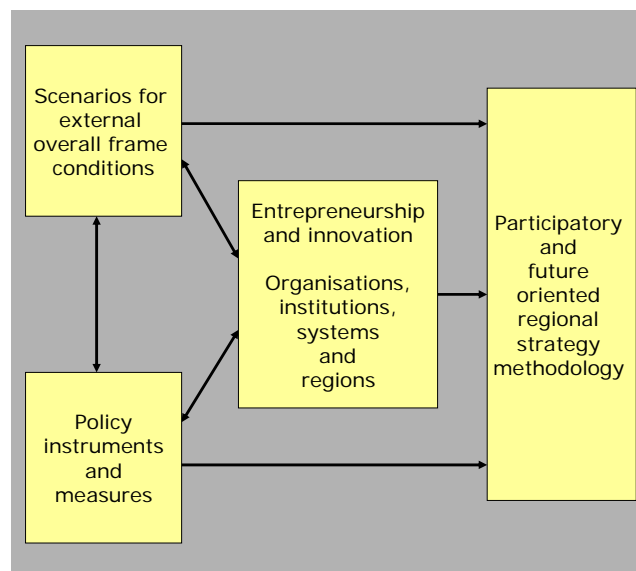 Scenarios for
external
overall frame
conditions
Entrepreneurship
and innovation
Organisations,
institutions,
systems
and
regions
Policy
instruments
and
measures
Participatory
and
future
oriented
regional
strategy
methodology